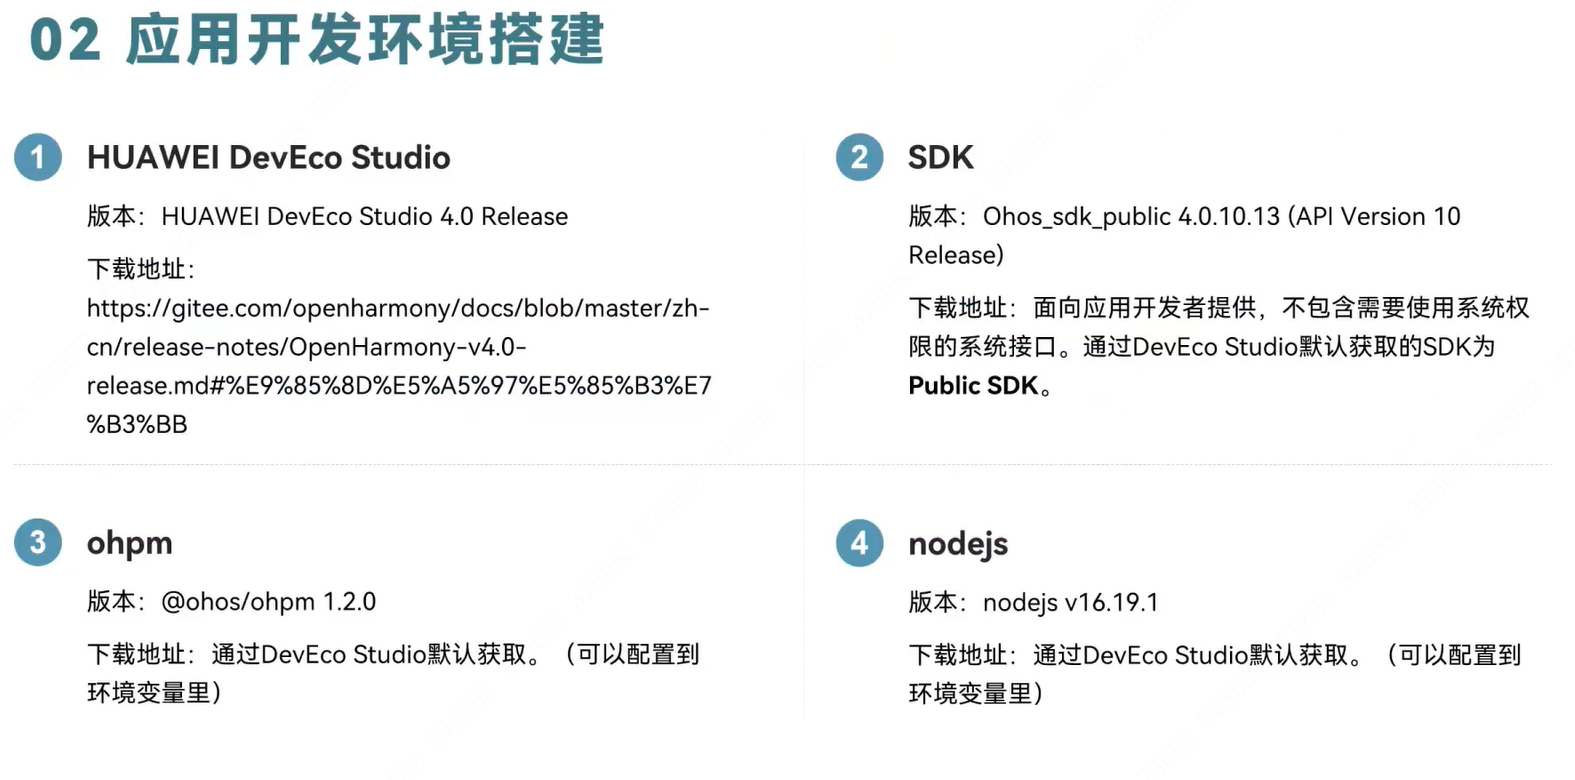 02 应用开发环境搭建
1 HUAWEI DevEco Studio
版本：HUAWEI DevEco Studio 4.0 Release
下载地址：
https://gitee.com/openharmony/docs/blob/master/zh-
cn/release-notes/OpenHarmony-v4.0-
release.md#%E9%85%8D%E5%A5%97%E5%85%B3%E7
%B3%BB
2 SDK
版本：Ohos_sdk_public 4.0.10.13 (API Version 10
Release)
下载地址：面向应用开发者提供，不包含需要使用系统权
限的系统接口。通过DevEco Studio默认获取的SDK为
Public SDK。
3 ohpm
版本：@ohos/ohpm 1.2.0
下载地址：通过DevEco Studio默认获取。（可以配置到
环境变量里）
4 nodejs
版本：nodejs v16.19.1
下载地址：通过DevEco Studio默认获取。（可以配置到
环境变量里）